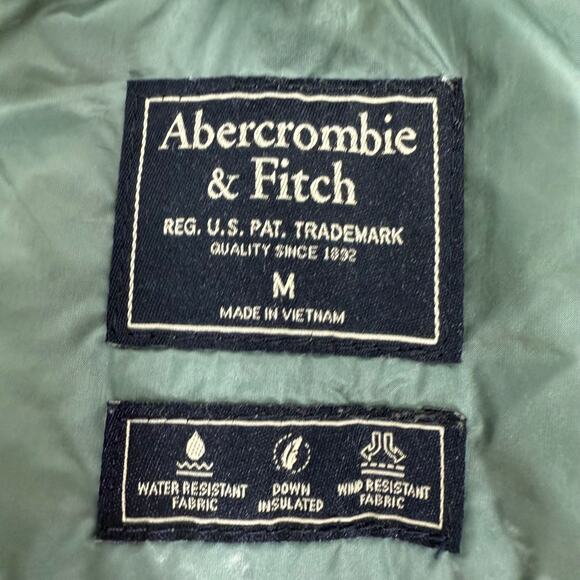 Abercrombie
& Fitch
REG. U.S. PAT. TRADEMARK
QUALITY SINCE 1892
M
MADE IN VIETNAM
WATER RESISTANT
FABRIC
DOWN
INSULATED
WIND RESISTANT
FABRIC